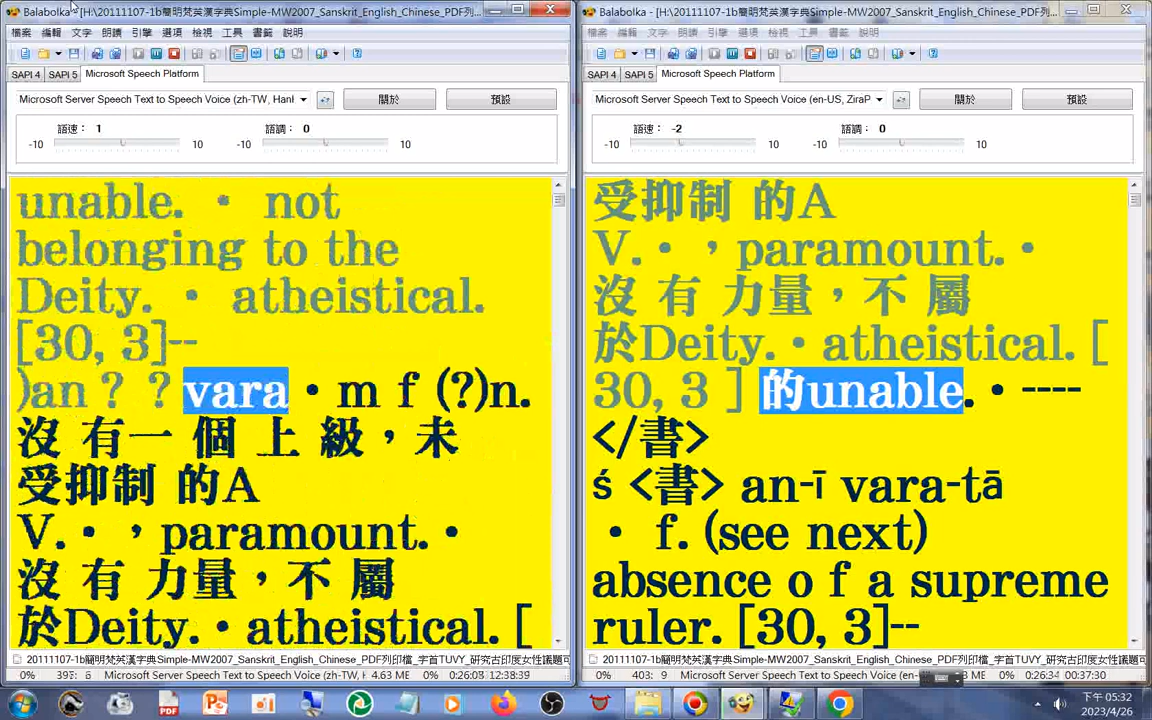 Balabolka - [H:\20111107-1b簡明梵英漢字典Simple-MW2007_Sanskrit_English_Chinese_PDF列...
檔案 編輯 文字 朗讀 引擎 選項 檢視 工具 書籤 說明
SAPI 4 SAPI 5 Microsoft Speech Platform
Microsoft Server Speech Text to Speech Voice (zh-TW, HanI
關於 預設
語速： 1 語調： 0
-10 10 -10 10
unable. • not
belonging to the
Deity. • atheistical.
[30, 3]--
)an ? ? vara • m f (?)n.
沒 有一 個 上 級，未
受抑制 的A
V.• ，paramount.•
沒 有 力量，不 屬
於Deity.•atheistical. [
20111107-1b簡明梵英漢字典Simple-MW2007_Sanskrit_English_Chinese_PDF列印檔_字首TUVY_研究古印度女性議題可
0% 397: 6 Microsoft Server Speech Text to Speech Voice (zh-TW, H 4.63 ME 0% 0:26:03 12:38:39
Balabolka - [H:\20111107-1b簡明梵英漢字典Simple-MW2007_Sanskrit_English_Chinese_PDF列...
檔案 編輯 文字 朗讀 引擎 選項 檢視 工具 書籤 說明
SAPI 4 SAPI 5 Microsoft Speech Platform
Microsoft Server Speech Text to Speech Voice (en-US, ZiraP
關於 預設
語速： -2 語調： 0
-10 10 -10 10
受抑制 的A
V.•，paramount.•
沒 有 力量，不 屬
於Deity.•atheistical. [
30, 3 ] 的unable.• ----
</書>
ś <書> an-ī vara-tā
• f. (see next)
absence o f a supreme
ruler. [30, 3]--
20111107-1b簡明梵英漢字典Simple-MW2007_Sanskrit_English_Chinese_PDF列印檔_字首TUVY_研究古印度女性議題可
0% 403: 9 Microsoft Server Speech Text to Speech Voice ME 0% 0:26:34 00:37:30
下午 05:32
2023/4/26